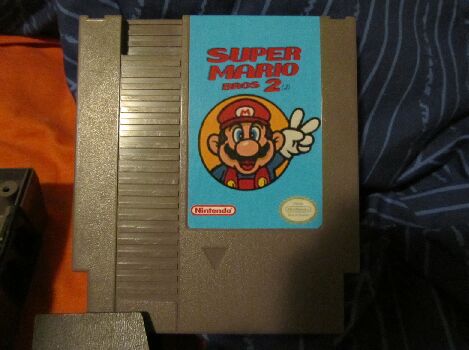 SUPER
MARIO
BROS 2 (J)
M
Nintendo